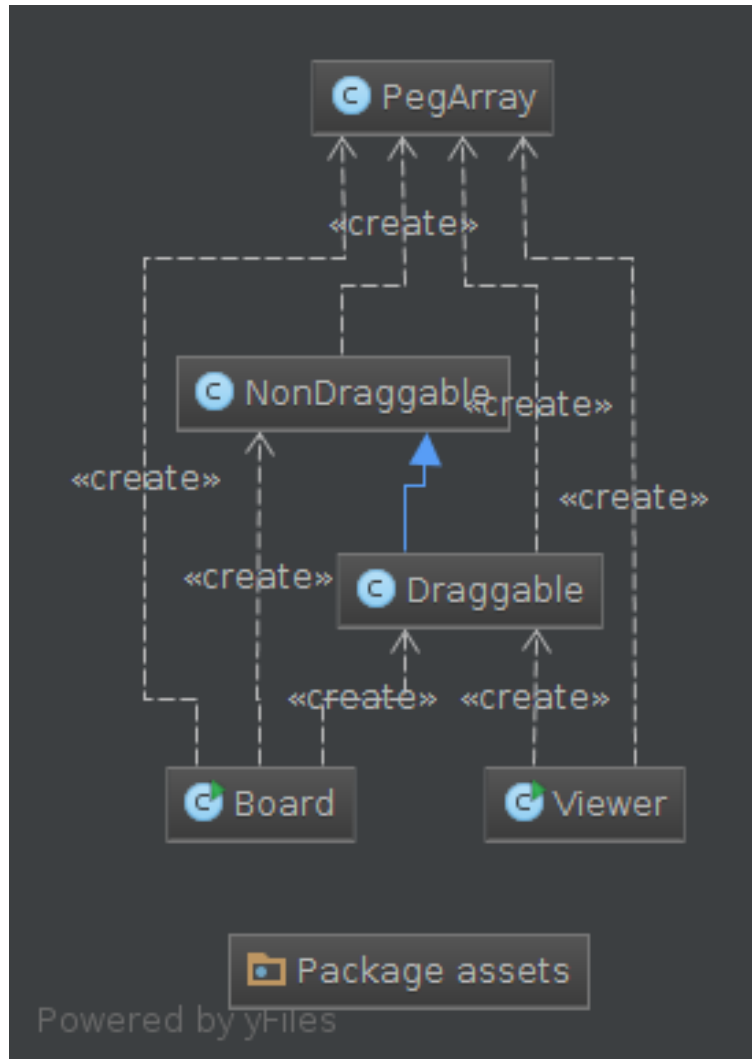 C PegArray
«create»
C NonDraggable
«create»
«create»
«create»
«create»
C Draggable
«create» «create»
C Board
C Viewer
Package assets
Powered by yFiles